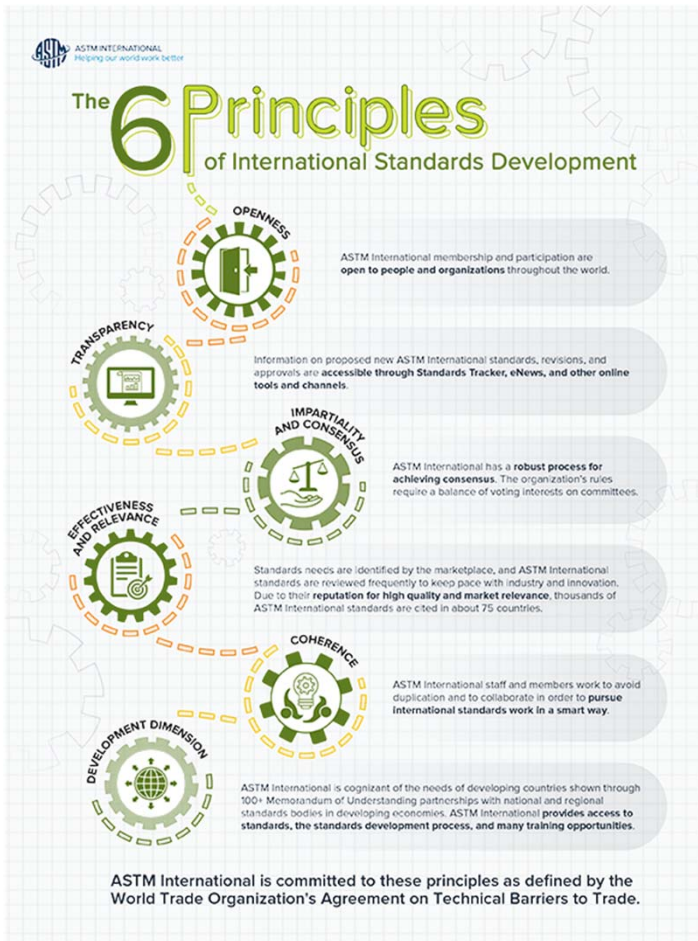 ASTM
ASTM INTERNATIONAL
Helping our world work better
The 6 Principles
of International Standards Development
OPENNESS
ASTM International membership and participation are
open to people and organizations throughout the world.
TRANSPARENCY
Information on proposed new ASTM International standards, revisions, and
approvals are accessible through Standards Tracker, eNews, and other online
tools and channels.
IMPARTIALITY
AND CONSENSUS
ASTM International has a robust process for
achieving consensus. The organization's rules
require a balance of voting interests on committees.
EFFECTIVENESS
AND RELEVANCE
Standards needs are identified by the marketplace, and ASTM International
standards are reviewed frequently to keep pace with industry and innovation.
Due to their reputation for high quality and market relevance, thousands of
ASTM International standards are cited in about 75 countries.
COHERENCE
ASTM International staff and members work to avoid
duplication and to collaborate in order to pursue
international standards work in a smart way.
DEVELOPMENT DIMENSION
ASTM International is cognizant of the needs of developing countries shown through
100+ Memorandum of Understanding partnerships with national and regional
standards bodies in developing economies. ASTM International provides access to
standards, the standards development process, and many training opportunities.
ASTM International is committed to these principles as defined by the
World Trade Organization's Agreement on Technical Barriers to Trade.